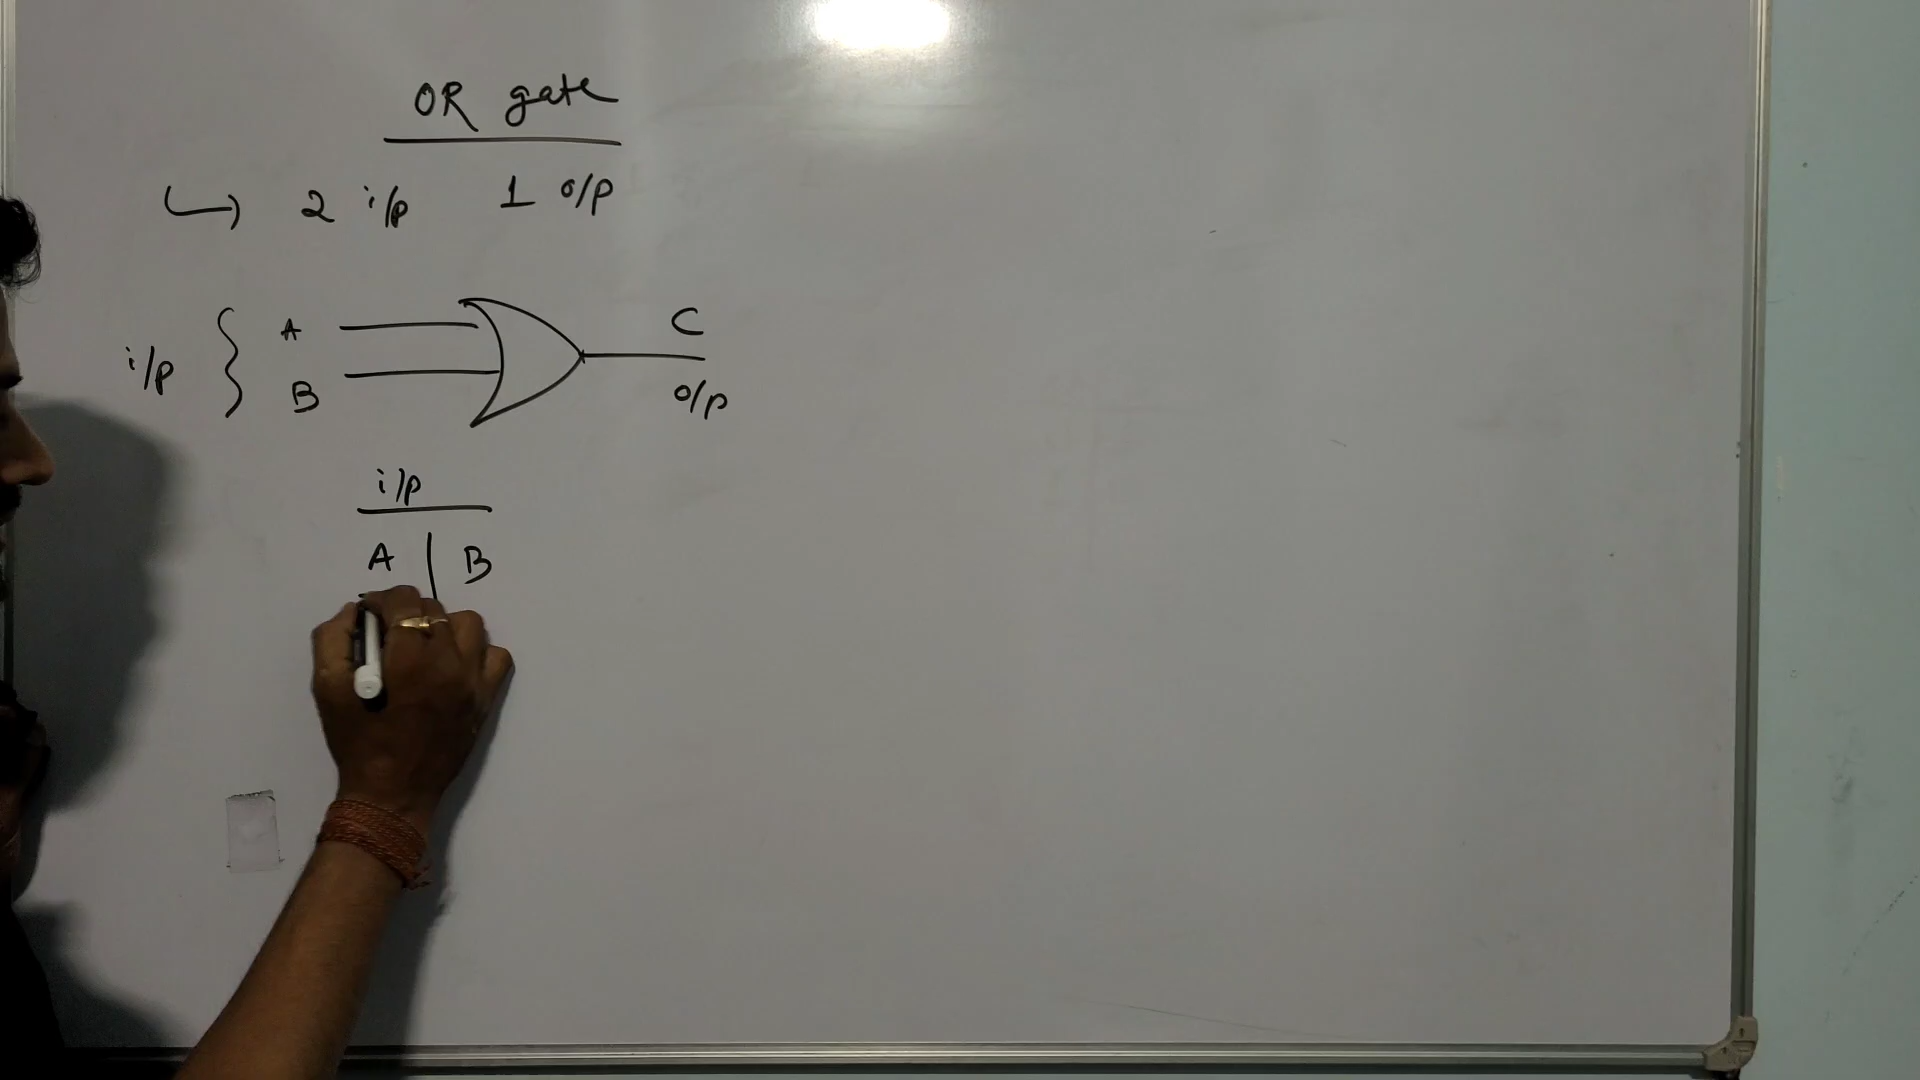 OR gate
↳ 2 i/p 1 o/p
A C
i/p { B o/p
i/p
A | B